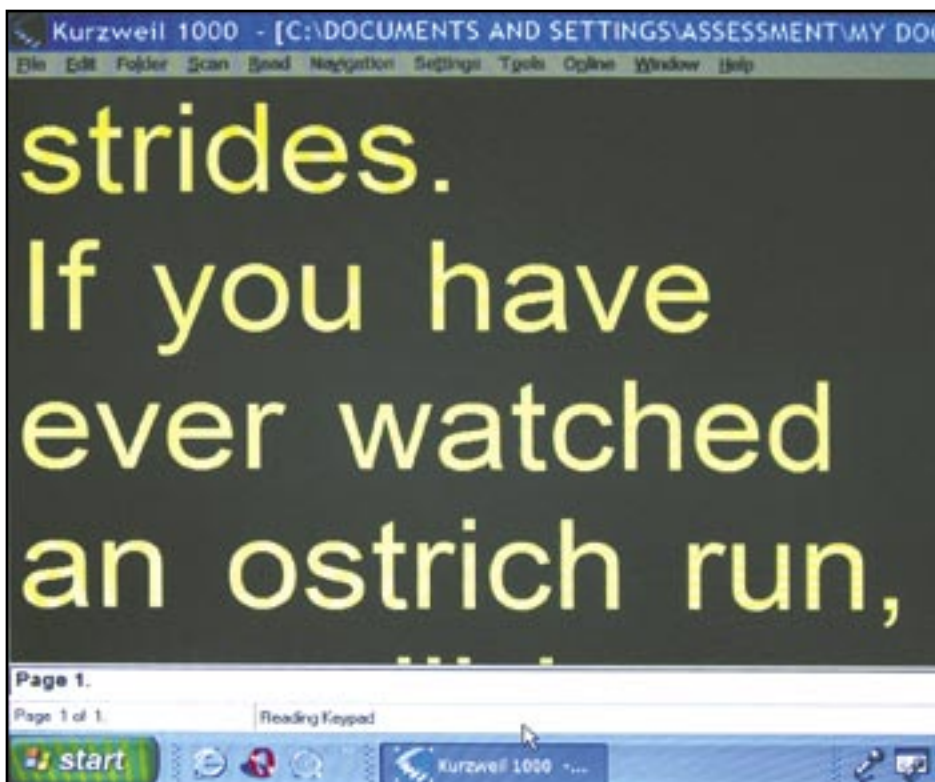 Kurzweil 1000 - [C:\DOCUMENTS AND SETTINGS\ASSESSMENT\MY DOC
File Edit Folder Scan Read Navigation Settings Tools Online Window Help
strides.
If you have
ever watched
an ostrich run,
Page 1.
Page 1 of 1.
Reading Keypad
start
Kurzweil 1000 -...